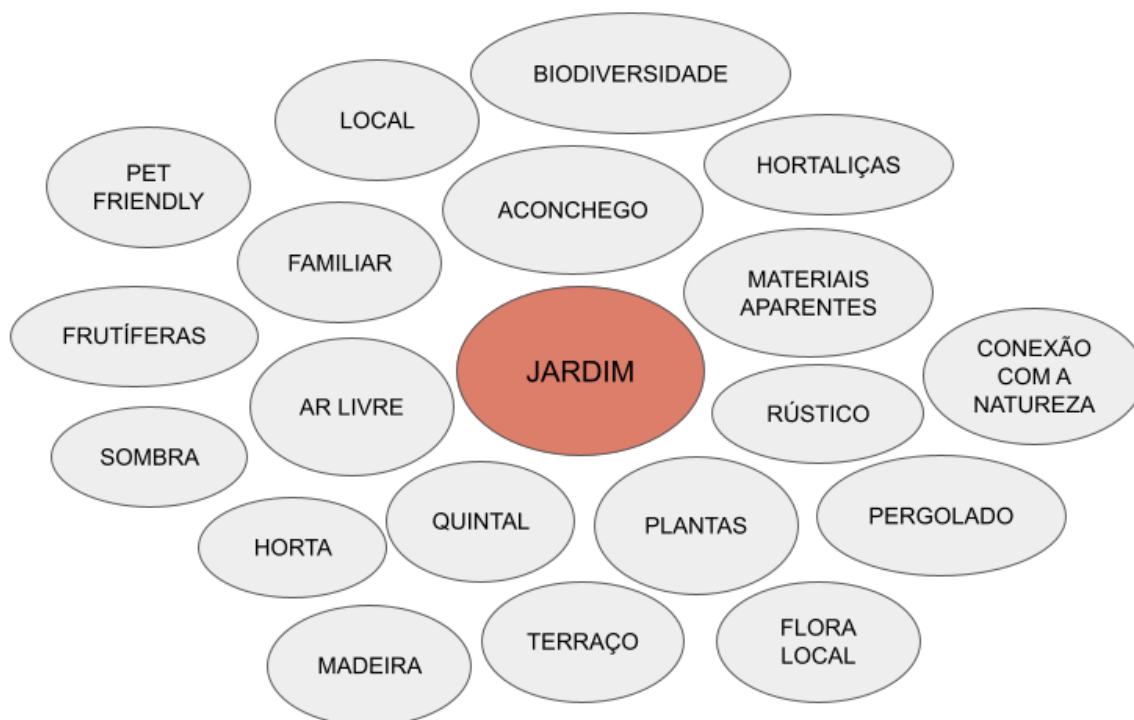 BIODIVERSIDADE
LOCAL
HORTALIÇAS
PET
FRIENDLY
ACONCHEGO
FAMILIAR
MATERIAIS
APARENTES
FRUTÍFERAS
JARDIM
CONEXÃO
COM A
NATUREZA
AR LIVRE
RÚSTICO
SOMBRA
QUINTAL
PLANTAS
PERGOLADO
HORTA
MADEIRA
TERRAÇO
FLORA
LOCAL